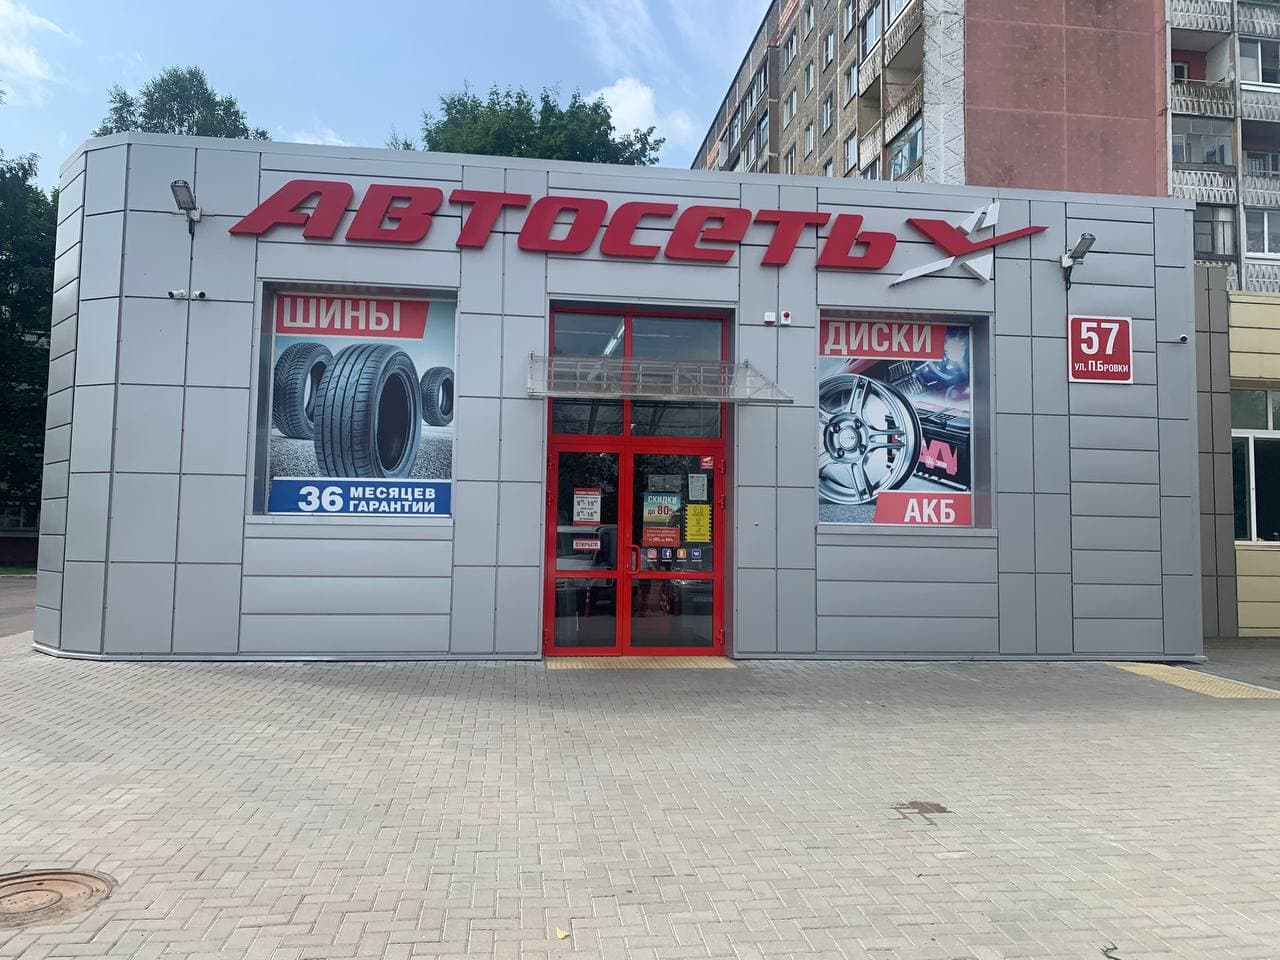 АВТОСЕТЬ
ШИНЫ
36 МЕСЯЦЕВ
ГАРАНТИИ
ДИСКИ
АКБ
57
ул. П.Бровки
СКИДКИ
до 80%
ОТКРЫТО